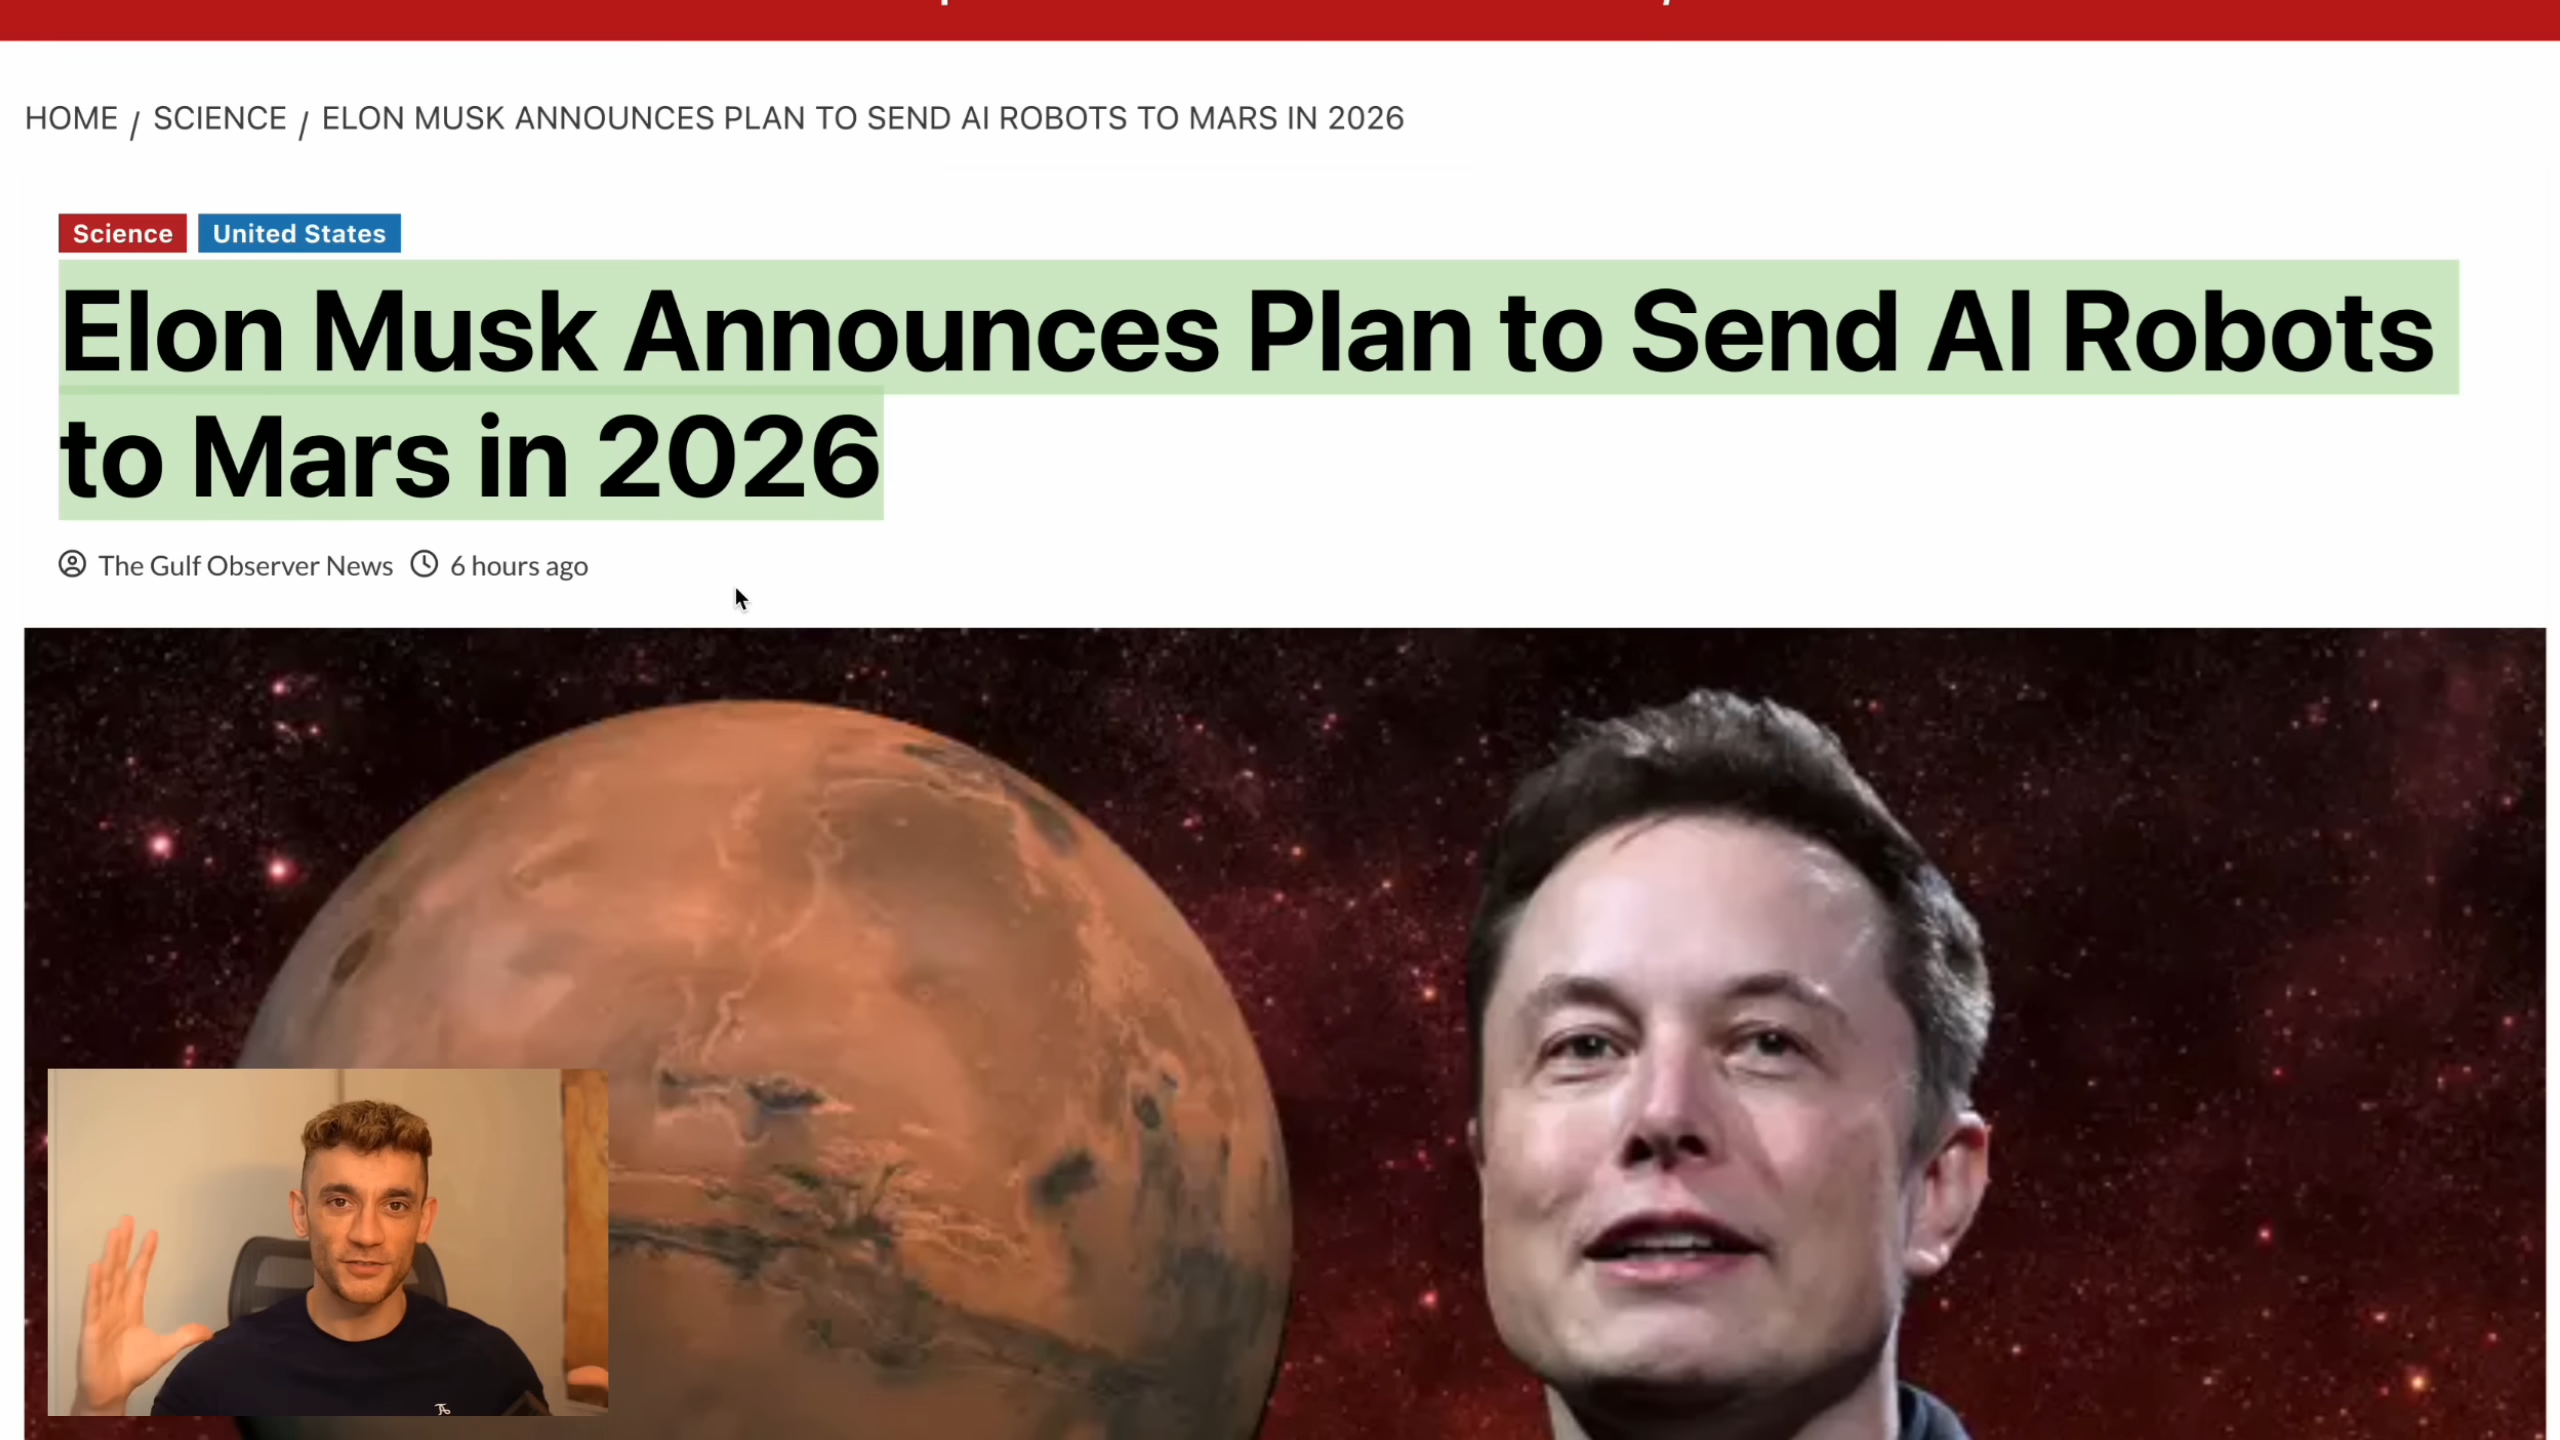 HOME / SCIENCE / ELON MUSK ANNOUNCES PLAN TO SEND AI ROBOTS TO MARS IN 2026
Science United States
Elon Musk Announces Plan to Send AI Robots
to Mars in 2026
The Gulf Observer News 6 hours ago